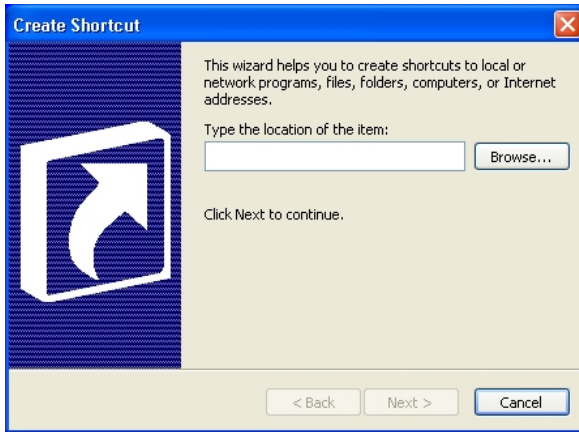 Create Shortcut
This wizard helps you to create shortcuts to local or
network programs, files, folders, computers, or Internet
addresses.
Type the location of the item:
Browse...
Click Next to continue.
< Back
Next >
Cancel